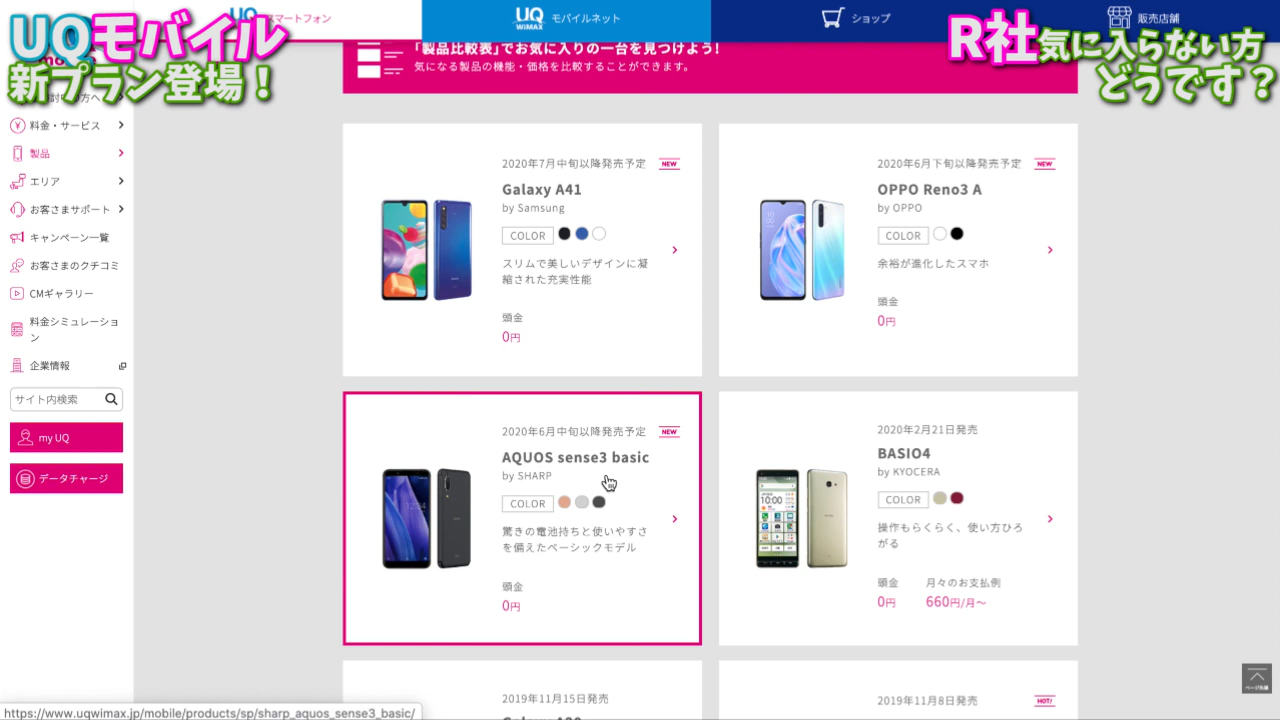 UQモバイル
新プラン登場！
R社気に入らない方
どうです？
UQ スマートフォン
UQ WiMAX モバイルネット
ショップ
販売店舗
「製品比較表」でお気に入りの一台を見つけよう！
気になる製品の機能・価格を比較することができます。
料金・サービス
製品
エリア
お客さまサポート
キャンペーン一覧
お客さまのクチコミ
CMギャラリー
料金シミュレーショ
ン
企業情報
サイト内検索
my UQ
データチャージ
2020年7月中旬以降発売予定 NEW
Galaxy A41
by Samsung
COLOR
スリムで美しいデザインに凝
縮された充実性能
頭金
0円
2020年6月下旬以降発売予定 NEW
OPPO Reno3 A
by OPPO
COLOR
余裕が進化したスマホ
頭金
0円
2020年6月中旬以降発売予定 NEW
AQUOS sense3 basic
by SHARP
COLOR
驚きの電池持ちと使いやすさ
を備えたベーシックモデル
頭金
0円
2020年2月21日発売
BASIO4
by KYOCERA
COLOR
操作もらくらく、使い方ひろ
がる
頭金 月々のお支払例
0円 660円/月～
2019年11月15日発売
2019年11月8日発売 HOT!
ページ先頭
https://www.uqwimax.jp/mobile/products/sp/sharp_aquos_sense3_basic/